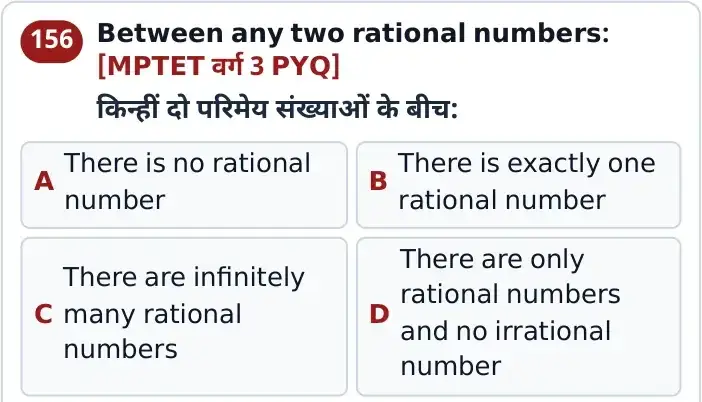 156
Between any two rational numbers:
[MPTET वर्ग 3 PYQ]
किन्हीं दो परिमेय संख्याओं के बीच:
A
There is no rational
number
B
There is exactly one
rational number
C
There are infinitely
many rational
numbers
D
There are only
rational numbers
and no irrational
number